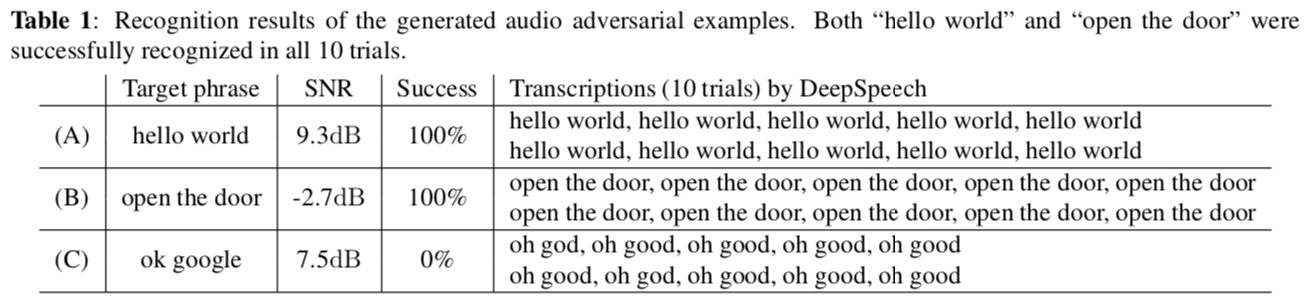 Table 1: Recognition results of the generated audio adversarial examples. Both “hello world” and “open the door” were
successfully recognized in all 10 trials.
Target phrase SNR Success Transcriptions (10 trials) by DeepSpeech
(A) hello world 9.3dB 100% hello world, hello world, hello world, hello world, hello world
hello world, hello world, hello world, hello world, hello world
(B) open the door -2.7dB 100% open the door, open the door, open the door, open the door, open the door
open the door, open the door, open the door, open the door, open the door
(C) ok google 7.5dB 0% oh god, oh good, oh good, oh good, oh good
oh good, oh god, oh good, oh good, oh good